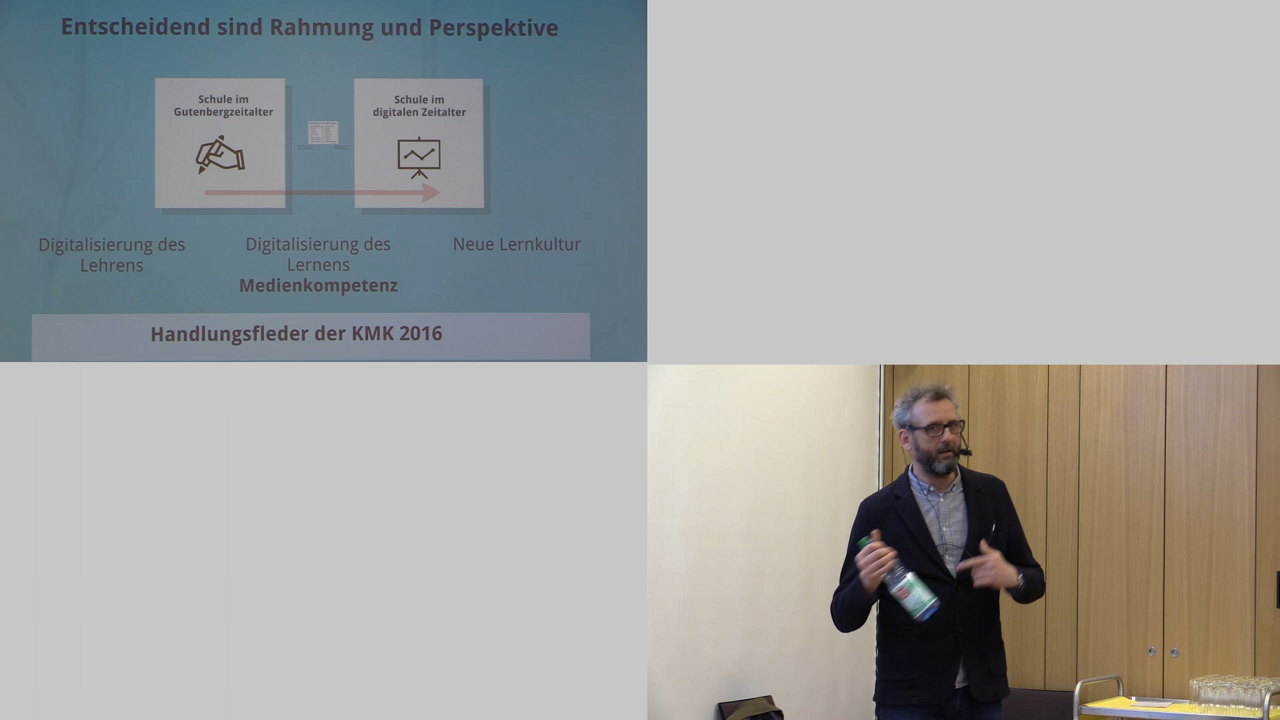 Entscheidend sind Rahmung und Perspektive
Schule im
Gutenbergzeitalter
Schule im
digitalen Zeitalter
Digitalisierung des
Lehrens
Digitalisierung des
Lernens
Medienkompetenz
Neue Lernkultur
Handlungsfleder der KMK 2016